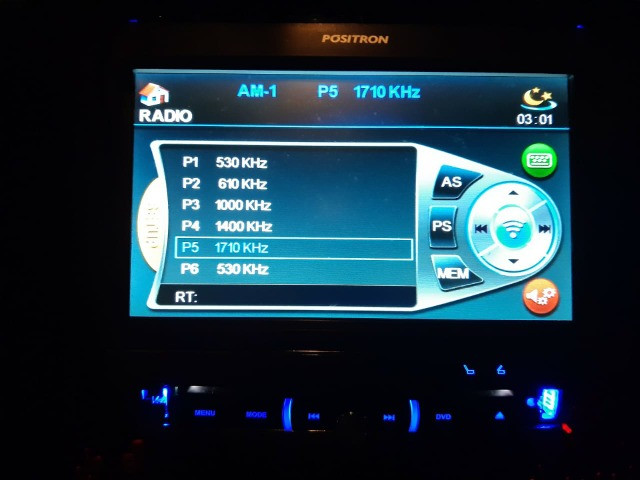 PÓSITRON
AM-1 P5 1710 KHz
RADIO
03:01
P1 530 KHz
P2 610 KHz
P3 1000 KHz
P4 1400 KHz
P5 1710 KHz
P6 530 KHz
RT:
AS
PS
MEM
MENU MODE DVD